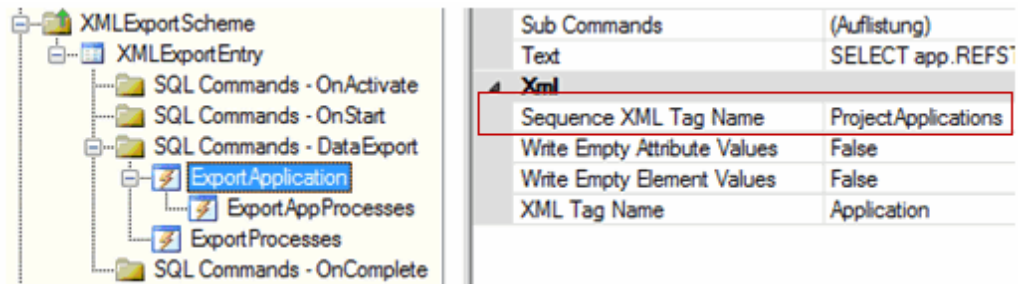 XMLExportScheme
XMLExportEntry
SQL Commands - OnActivate
SQL Commands - OnStart
SQL Commands - DataExport
ExportApplication
ExportAppProcesses
ExportProcesses
SQL Commands - OnComplete
Sub Commands (Auflistung)
Text SELECT app.REFST
Xml
Sequence XML Tag Name ProjectApplications
Write Empty Attribute Values False
Write Empty Element Values False
XML Tag Name Application